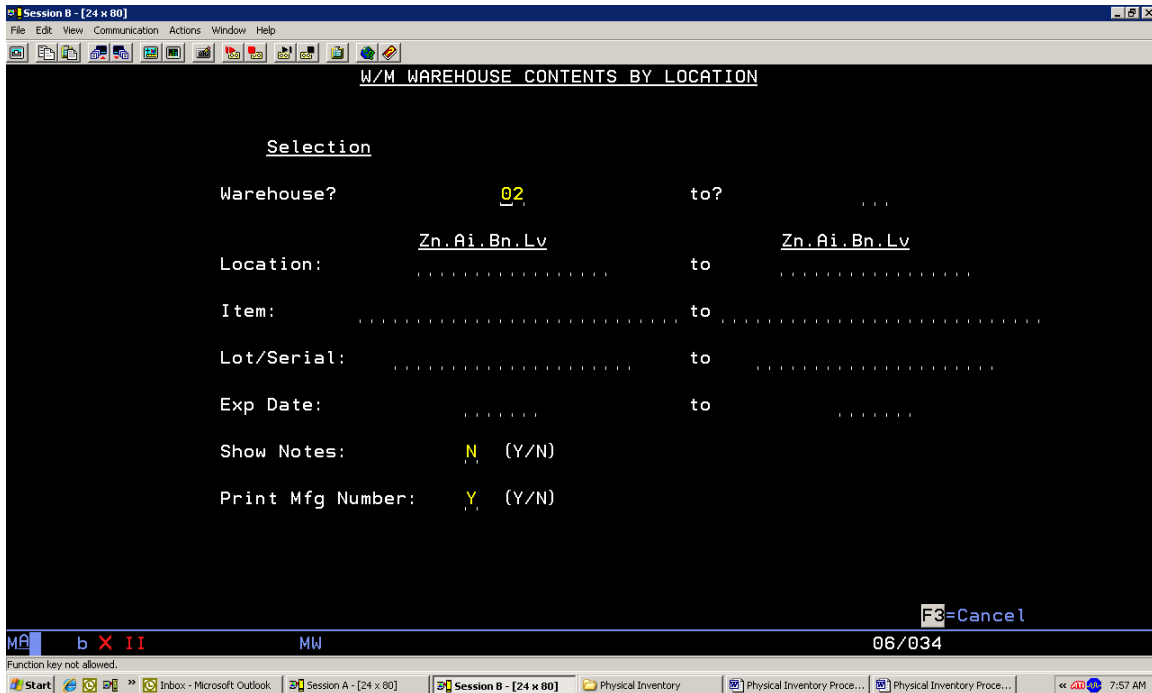 Session B - [24 x 80]
File Edit View Communication Actions Window Help
W/M WAREHOUSE CONTENTS BY LOCATION
Selection
Warehouse? 02 to?
Zn.Ai.Bn.Lv Zn.Ai.Bn.Lv
Location: to
Item: to
Lot/Serial: to
Exp Date: to
Show Notes: N (Y/N)
Print Mfg Number: Y (Y/N)
F3=Cancel
MA b X II MW 06/034
Function key not allowed.
Start » Inbox - Microsoft Outlook Session A - [24 x 80] Session B - [24 x 80] Physical Inventory Physical Inventory Proce... Physical Inventory Proce... « 7:57 AM